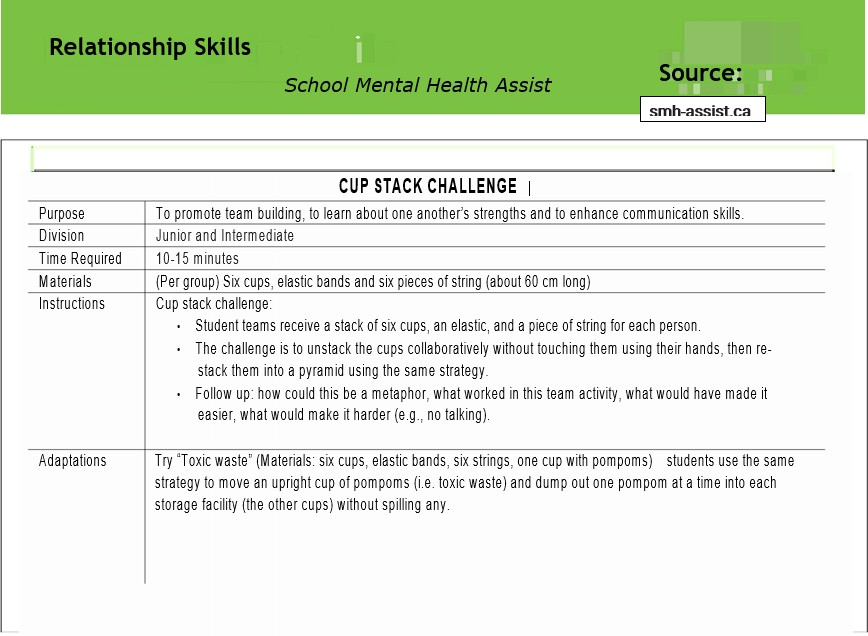 Relationship Skills
School Mental Health Assist
Source:
smh-assist.ca
CUP STACK CHALLENGE
Purpose To promote team building, to learn about one another’s strengths and to enhance communication skills.
Division Junior and Intermediate
Time Required 10-15 minutes
Materials (Per group) Six cups, elastic bands and six pieces of string (about 60 cm long)
Instructions Cup stack challenge:
• Student teams receive a stack of six cups, an elastic, and a piece of string for each person.
• The challenge is to unstack the cups collaboratively without touching them using their hands, then re-
stack them into a pyramid using the same strategy.
• Follow up: how could this be a metaphor, what worked in this team activity, what would have made it
easier, what would make it harder (e.g., no talking).
Adaptations Try “Toxic waste” (Materials: six cups, elastic bands, six strings, one cup with pompoms) students use the same
strategy to move an upright cup of pompoms (i.e. toxic waste) and dump out one pompom at a time into each
storage facility (the other cups) without spilling any.